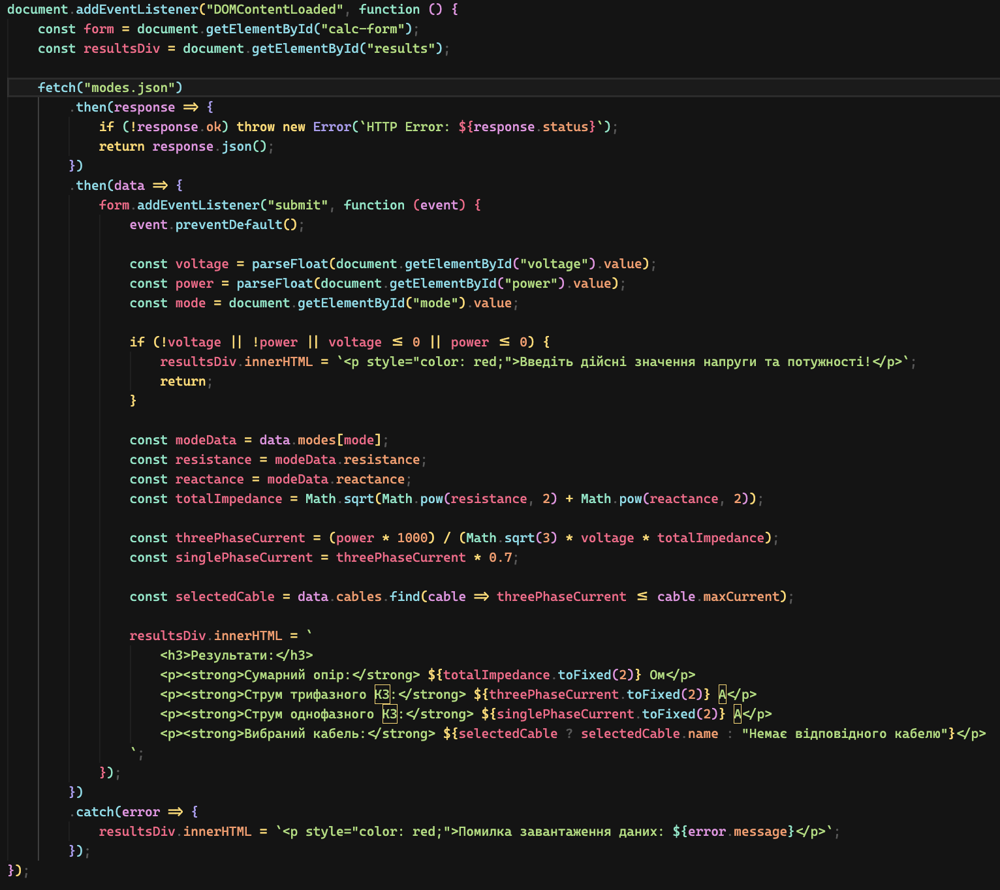 document.addEventListener("DOMContentLoaded", function () {
    const form = document.getElementById("calc-form");
    const resultsDiv = document.getElementById("results");

    fetch("modes.json")
        .then(response => {
            if (!response.ok) throw new Error(`HTTP Error: ${response.status}`);
            return response.json();
        })
        .then(data => {
            form.addEventListener("submit", function (event) {
                event.preventDefault();

                const voltage = parseFloat(document.getElementById("voltage").value);
                const power = parseFloat(document.getElementById("power").value);
                const mode = document.getElementById("mode").value;

                if (!voltage || !power || voltage <= 0 || power <= 0) {
                    resultsDiv.innerHTML = `<p style="color: red;">Введіть дійсні значення напруги та потужності!</p>`;
                    return;
                }

                const modeData = data.modes[mode];
                const resistance = modeData.resistance;
                const reactance = modeData.reactance;
                const totalImpedance = Math.sqrt(Math.pow(resistance, 2) + Math.pow(reactance, 2));

                const threePhaseCurrent = (power * 1000) / (Math.sqrt(3) * voltage * totalImpedance);
                const singlePhaseCurrent = threePhaseCurrent * 0.7;

                const selectedCable = data.cables.find(cable => threePhaseCurrent <= cable.maxCurrent);

                resultsDiv.innerHTML = `
                    <h3>Результати:</h3>
                    <p><strong>Сумарний опір:</strong> ${totalImpedance.toFixed(2)} Ом</p>
                    <p><strong>Струм трифазного КЗ:</strong> ${threePhaseCurrent.toFixed(2)} А</p>
                    <p><strong>Струм однофазного КЗ:</strong> ${singlePhaseCurrent.toFixed(2)} А</p>
                    <p><strong>Вибраний кабель:</strong> ${selectedCable ? selectedCable.name : "Немає відповідного кабелю"}</p>
                `;
            });
        })
        .catch(error => {
            resultsDiv.innerHTML = `<p style="color: red;">Помилка завантаження даних: ${error.message}</p>`;
        });
});